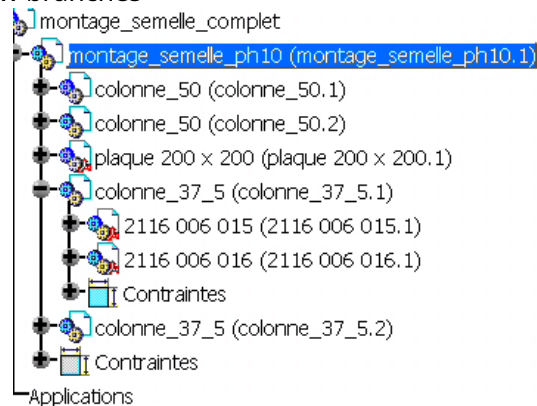 montage_semelle_complet
montage_semelle_ph10 (montage_semelle_ph10.1)
colonne_50 (colonne_50.1)
colonne_50 (colonne_50.2)
plaque 200 x 200 (plaque 200 x 200.1)
colonne_37_5 (colonne_37_5.1)
2116 006 015 (2116 006 015.1)
2116 006 016 (2116 006 016.1)
Contraintes
colonne_37_5 (colonne_37_5.2)
Contraintes
Applications